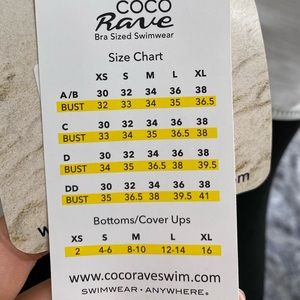 COCO
Rave
Bra Sized Swimwear
Size Chart
XS S M L XL
A/B 30 32 34 36 38
BUST 32 33 34 35 36.5
C 30 32 34 36 38
BUST 33 34 35 36.5 38
D 30 32 34 36 38
BUST 34 35 36.5 38 39.5
DD 30 32 34 36 38
BUST 35 36.5 38 39.5 41
Bottoms/Cover Ups
XS S M L XL
2 4-6 8-10 12-14 16
w
m
www.cocoraveswim.com
SWIMWEAR • ANYWHERE®